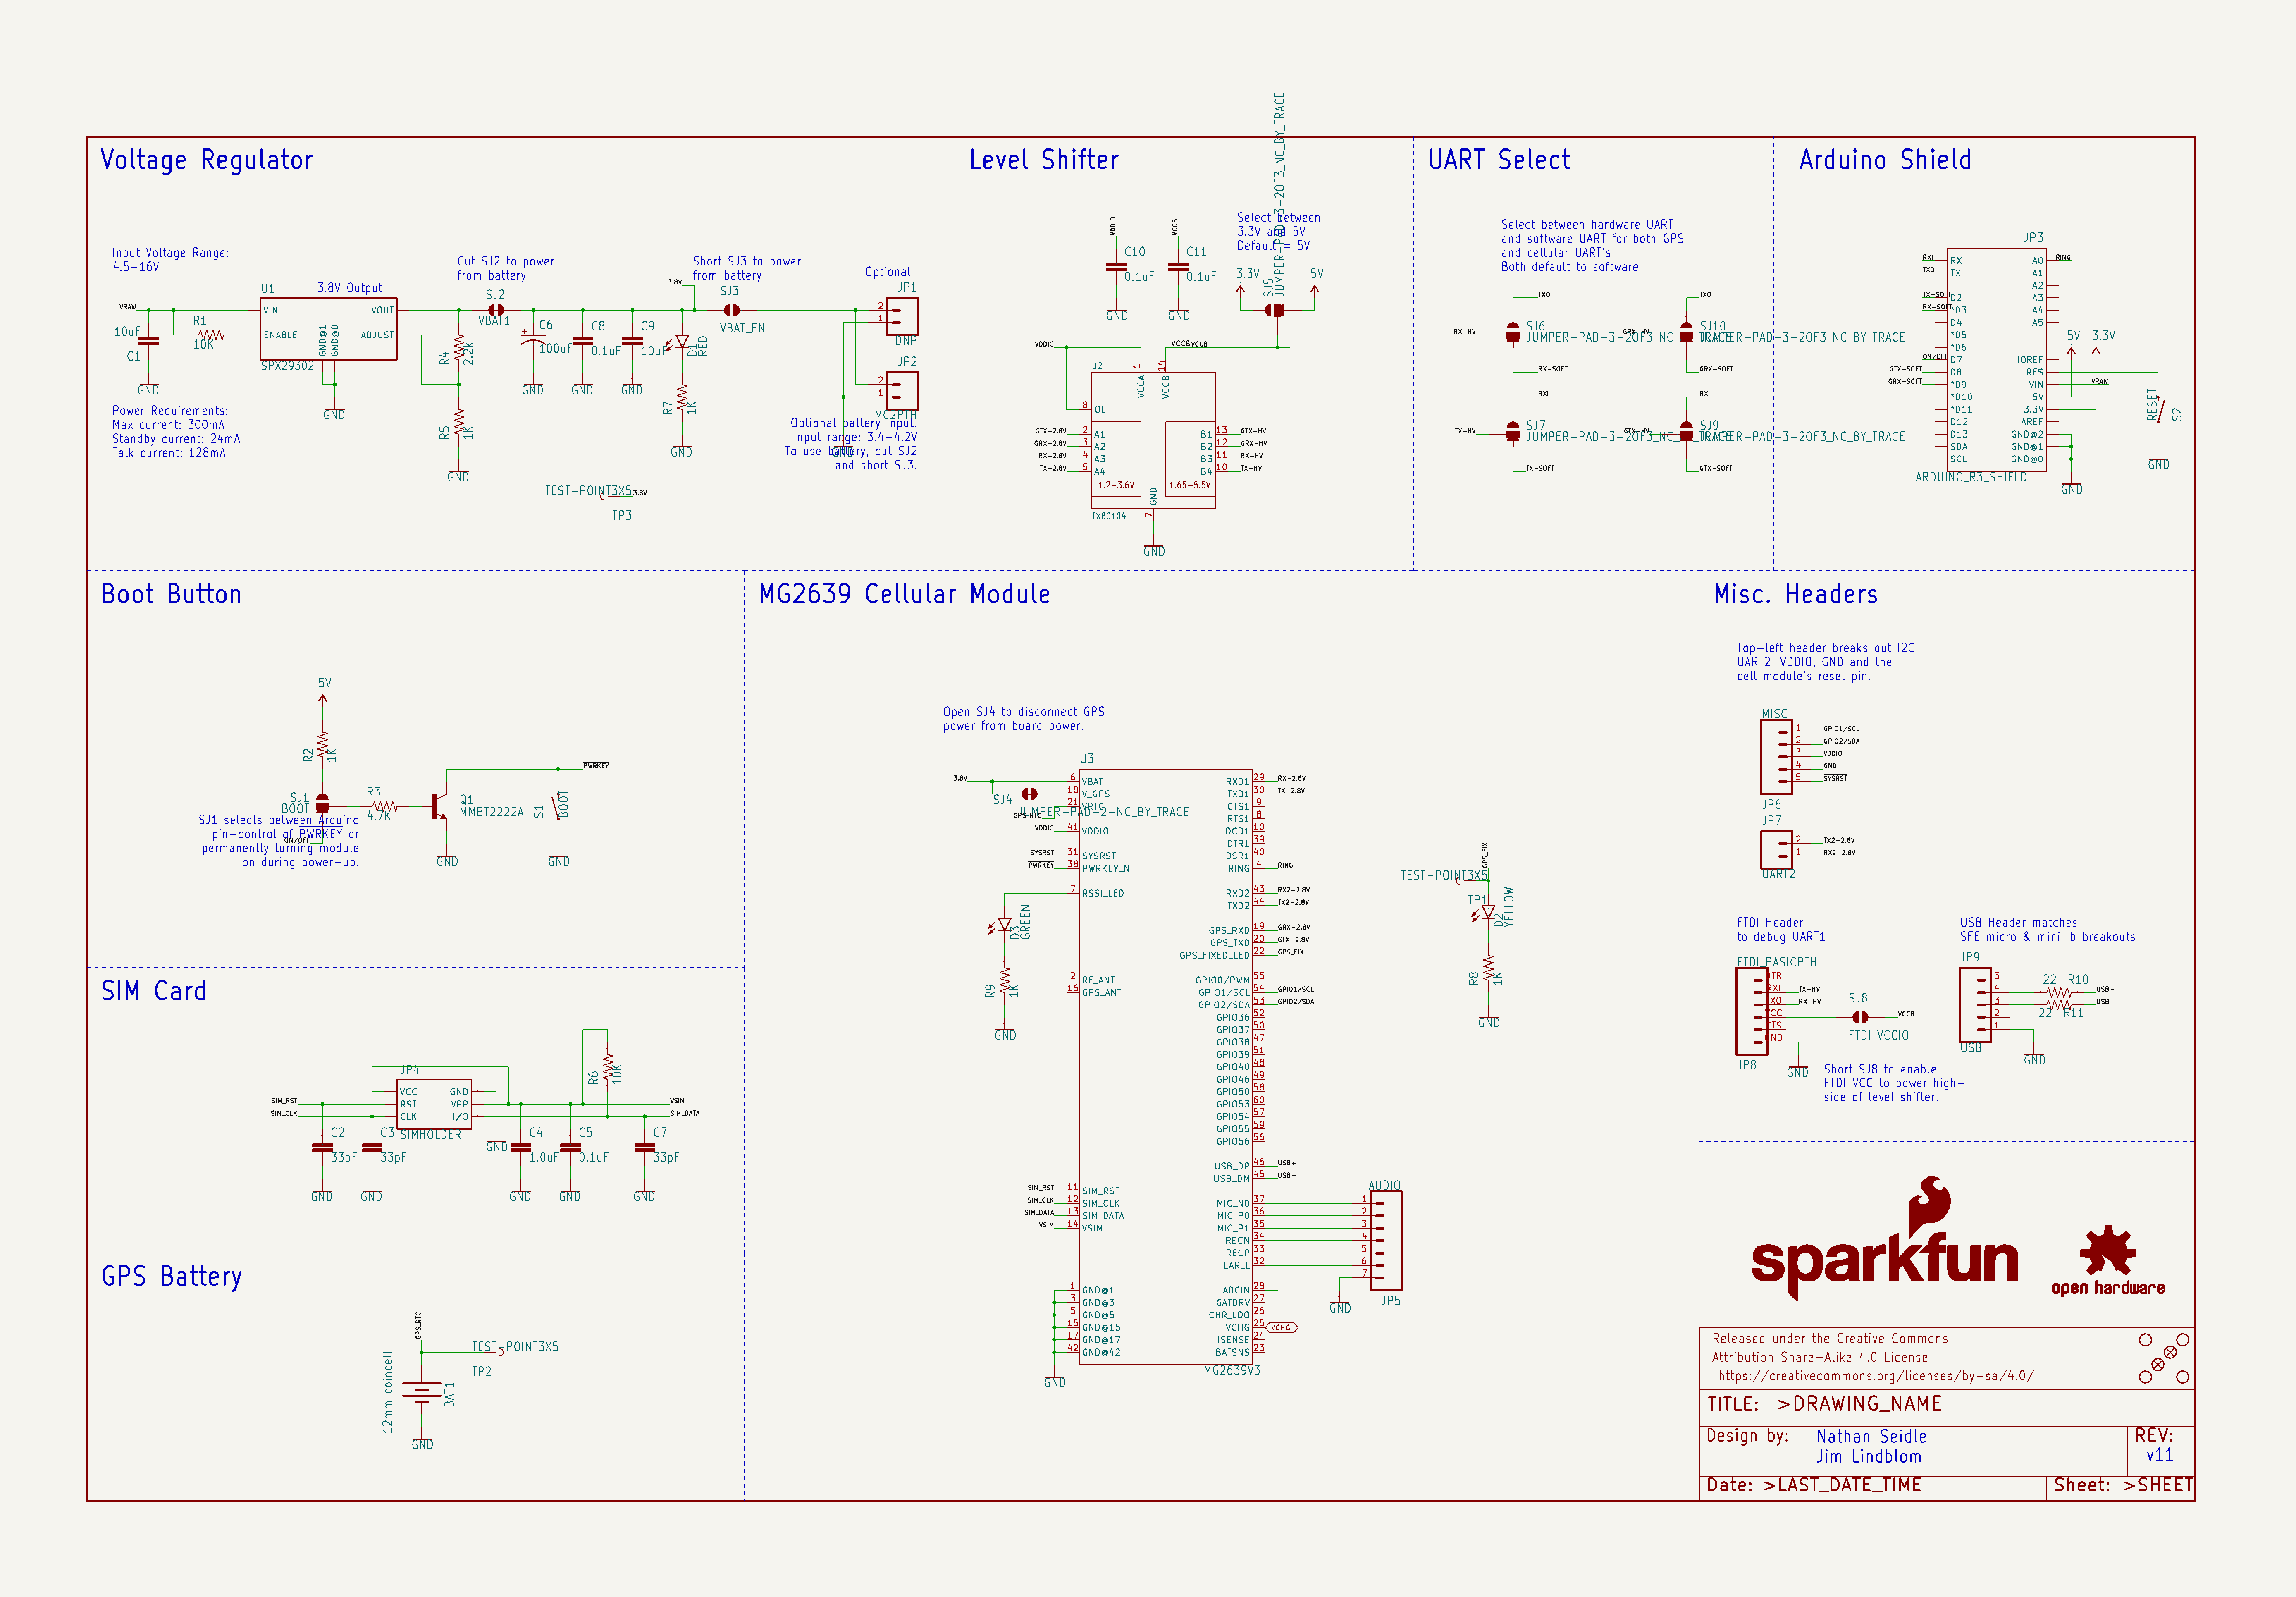 Voltage Regulator
Input Voltage Range:
4.5-16V
VRAW
10uF
C1
GND
R1
10K
U1
3.8V Output
VIN
ENABLE
VOUT
ADJUST
GND@1
GND@0
SPX29302
GND
Power Requirements:
Max current: 300mA
Standby current: 24mA
Talk current: 128mA
Cut SJ2 to power
from battery
SJ2
VBAT1
R4
2.2k
R5
1K
GND
C6
100uF
GND
C8
0.1uF
GND
C9
10uF
GND
3.8V
D1
RED
R7
1K
GND
Short SJ3 to power
from battery
SJ3
VBAT_EN
Optional
JP1
2
1
DNP
JP2
2
1
M02PTH
GND
Optional battery input.
Input range: 3.4-4.2V
To use battery, cut SJ2
and short SJ3.
TEST-POINT3X5
3.8V
TP3
Level Shifter
VDDIO
C10
0.1uF
GND
VCCB
C11
0.1uF
GND
Select between
3.3V and 5V
Default = 5V
JUMPER-PAD-3-2OF3_NC_BY_TRACE
3.3V
SJ5
5V
VDDIO
VCCB
VCCB
U2
1
14
VCCA
VCCB
8
OE
GTX-2.8V
2
A1
GRX-2.8V
3
A2
RX-2.8V
4
A3
TX-2.8V
5
A4
B1
13
GTX-HV
B2
12
GRX-HV
B3
11
RX-HV
B4
10
TX-HV
1.2-3.6V
1.65-5.5V
GND
7
TXB0104
GND
UART Select
Select between hardware UART
and software UART for both GPS
and cellular UART's
Both default to software
TXO
RX-HV
SJ6
JUMPER-PAD-3-2OF3_NC_BY_TRACE
RX-SOFT
TXO
GRX-HV
SJ10
JUMPER-PAD-3-2OF3_NC_BY_TRACE
GRX-SOFT
RXI
TX-HV
SJ7
JUMPER-PAD-3-2OF3_NC_BY_TRACE
TX-SOFT
RXI
GTX-HV
SJ9
JUMPER-PAD-3-2OF3_NC_BY_TRACE
GTX-SOFT
Arduino Shield
JP3
RXI
RX
TXO
TX
TX-SOFT
D2
RX-SOFT
*D3
D4
*D5
*D6
ON/OFF
D7
GTX-SOFT
D8
GRX-SOFT
*D9
*D10
*D11
D12
D13
SDA
SCL
A0
RING
A1
A2
A3
A4
A5
IOREF
RES
VIN
VRAW
5V
3.3V
AREF
GND@2
GND@1
GND@0
5V
3.3V
ARDUINO_R3_SHIELD
GND
RESET
S2
GND
Boot Button
5V
R2
1K
SJ1
BOOT
R3
4.7K
ON/OFF
SJ1 selects between Arduino
pin-control of PWRKEY or
permanently turning module
on during power-up.
Q1
MMBT2222A
GND
PWRKEY
S1
BOOT
GND
SIM Card
SIM_RST
SIM_CLK
JP4
VCC
RST
CLK
GND
VPP
I/O
SIMHOLDER
C2
33pF
GND
C3
33pF
GND
GND
C4
1.0uF
GND
C5
0.1uF
GND
R6
10K
VSIM
SIM_DATA
C7
33pF
GND
GPS Battery
GPS_RTC
TEST-POINT3X5
TP2
12mm coincell
BAT1
GND
MG2639 Cellular Module
Open SJ4 to disconnect GPS
power from board power.
U3
3.8V
SJ4
JUMPER-PAD-2-NC_BY_TRACE
GPS_RTC
VDDIO
SYSRST
PWRKEY
6
VBAT
18
V_GPS
21
VRTC
41
VDDIO
31
SYSRST
38
PWRKEY_N
7
RSSI_LED
D3
GREEN
R9
1K
GND
2
RF_ANT
16
GPS_ANT
SIM_RST
11
SIM_RST
SIM_CLK
12
SIM_CLK
SIM_DATA
13
SIM_DATA
VSIM
14
VSIM
1
GND@1
3
GND@3
5
GND@5
15
GND@15
17
GND@17
42
GND@42
GND
RXD1
29
RX-2.8V
TXD1
30
TX-2.8V
CTS1
9
RTS1
8
DCD1
10
DTR1
39
DSR1
40
RING
4
RING
RXD2
43
RX2-2.8V
TXD2
44
TX2-2.8V
GPS_RXD
19
GRX-2.8V
GPS_TXD
20
GTX-2.8V
GPS_FIXED_LED
22
GPS_FIX
GPIO0/PWM
55
GPIO1/SCL
54
GPIO1/SCL
GPIO2/SDA
53
GPIO2/SDA
GPIO36
52
GPIO37
50
GPIO38
47
GPIO39
51
GPIO40
48
GPIO46
49
GPIO50
58
GPIO53
60
GPIO54
57
GPIO55
59
GPIO56
56
USB_DP
46
USB+
USB_DM
45
USB-
MIC_N0
37
MIC_P0
36
MIC_P1
35
RECN
34
RECP
33
EAR_L
32
ADCIN
28
GATDRV
27
CHR_LDO
26
VCHG
25
VCHG
ISENSE
24
BATSNS
23
MG2639V3
AUDIO
1
2
3
4
5
6
7
JP5
GND
GPS_FIX
TEST-POINT3X5
TP1
D2
YELLOW
R8
1K
GND
Misc. Headers
Top-left header breaks out I2C,
UART2, VDDIO, GND and the
cell module's reset pin.
MISC
1
GPIO1/SCL
2
GPIO2/SDA
3
VDDIO
4
GND
5
SYSRST
JP6
JP7
2
TX2-2.8V
1
RX2-2.8V
UART2
FTDI Header
to debug UART1
FTDI_BASICPTH
DTR
RXI
TX-HV
TXO
RX-HV
VCC
CTS
GND
JP8
GND
SJ8
VCCB
FTDI_VCCIO
Short SJ8 to enable
FTDI VCC to power high-
side of level shifter.
USB Header matches
SFE micro & mini-b breakouts
JP9
5
4
3
2
1
USB
22
R10
USB-
22
R11
USB+
GND
sparkfun
open hardware
Released under the Creative Commons
Attribution Share-Alike 4.0 License
https://creativecommons.org/licenses/by-sa/4.0/
TITLE: >DRAWING_NAME
Design by: Nathan Seidle
Jim Lindblom
REV:
v11
Date: >LAST_DATE_TIME
Sheet: >SHEET